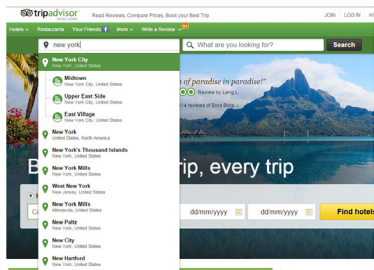 tripadvisor
Read Reviews, Compare Prices, Book your Best Trip
JOIN LOG IN
Hotels Restaurants Your Friends More Write a Review
new york
What are you looking for?
Search
New York City
New York, United States
Midtown
New York City, United States
Upper East Side
New York City, United States
East Village
New York City, United States
New York
United States, North America
New York's Thousand Islands
New York, United States
New York Mills
New York, United States
West New York
New Jersey, United States
New York Mills
Minnesota, United States
New Paltz
New York, United States
New City
New York, United States
New Hartford
New York, United States
of paradise in paradise!"
Review by Lang L
14 reviews of Bora Bora
rip, every trip
dd/mm/yyyy
dd/mm/yyyy
Find hotels